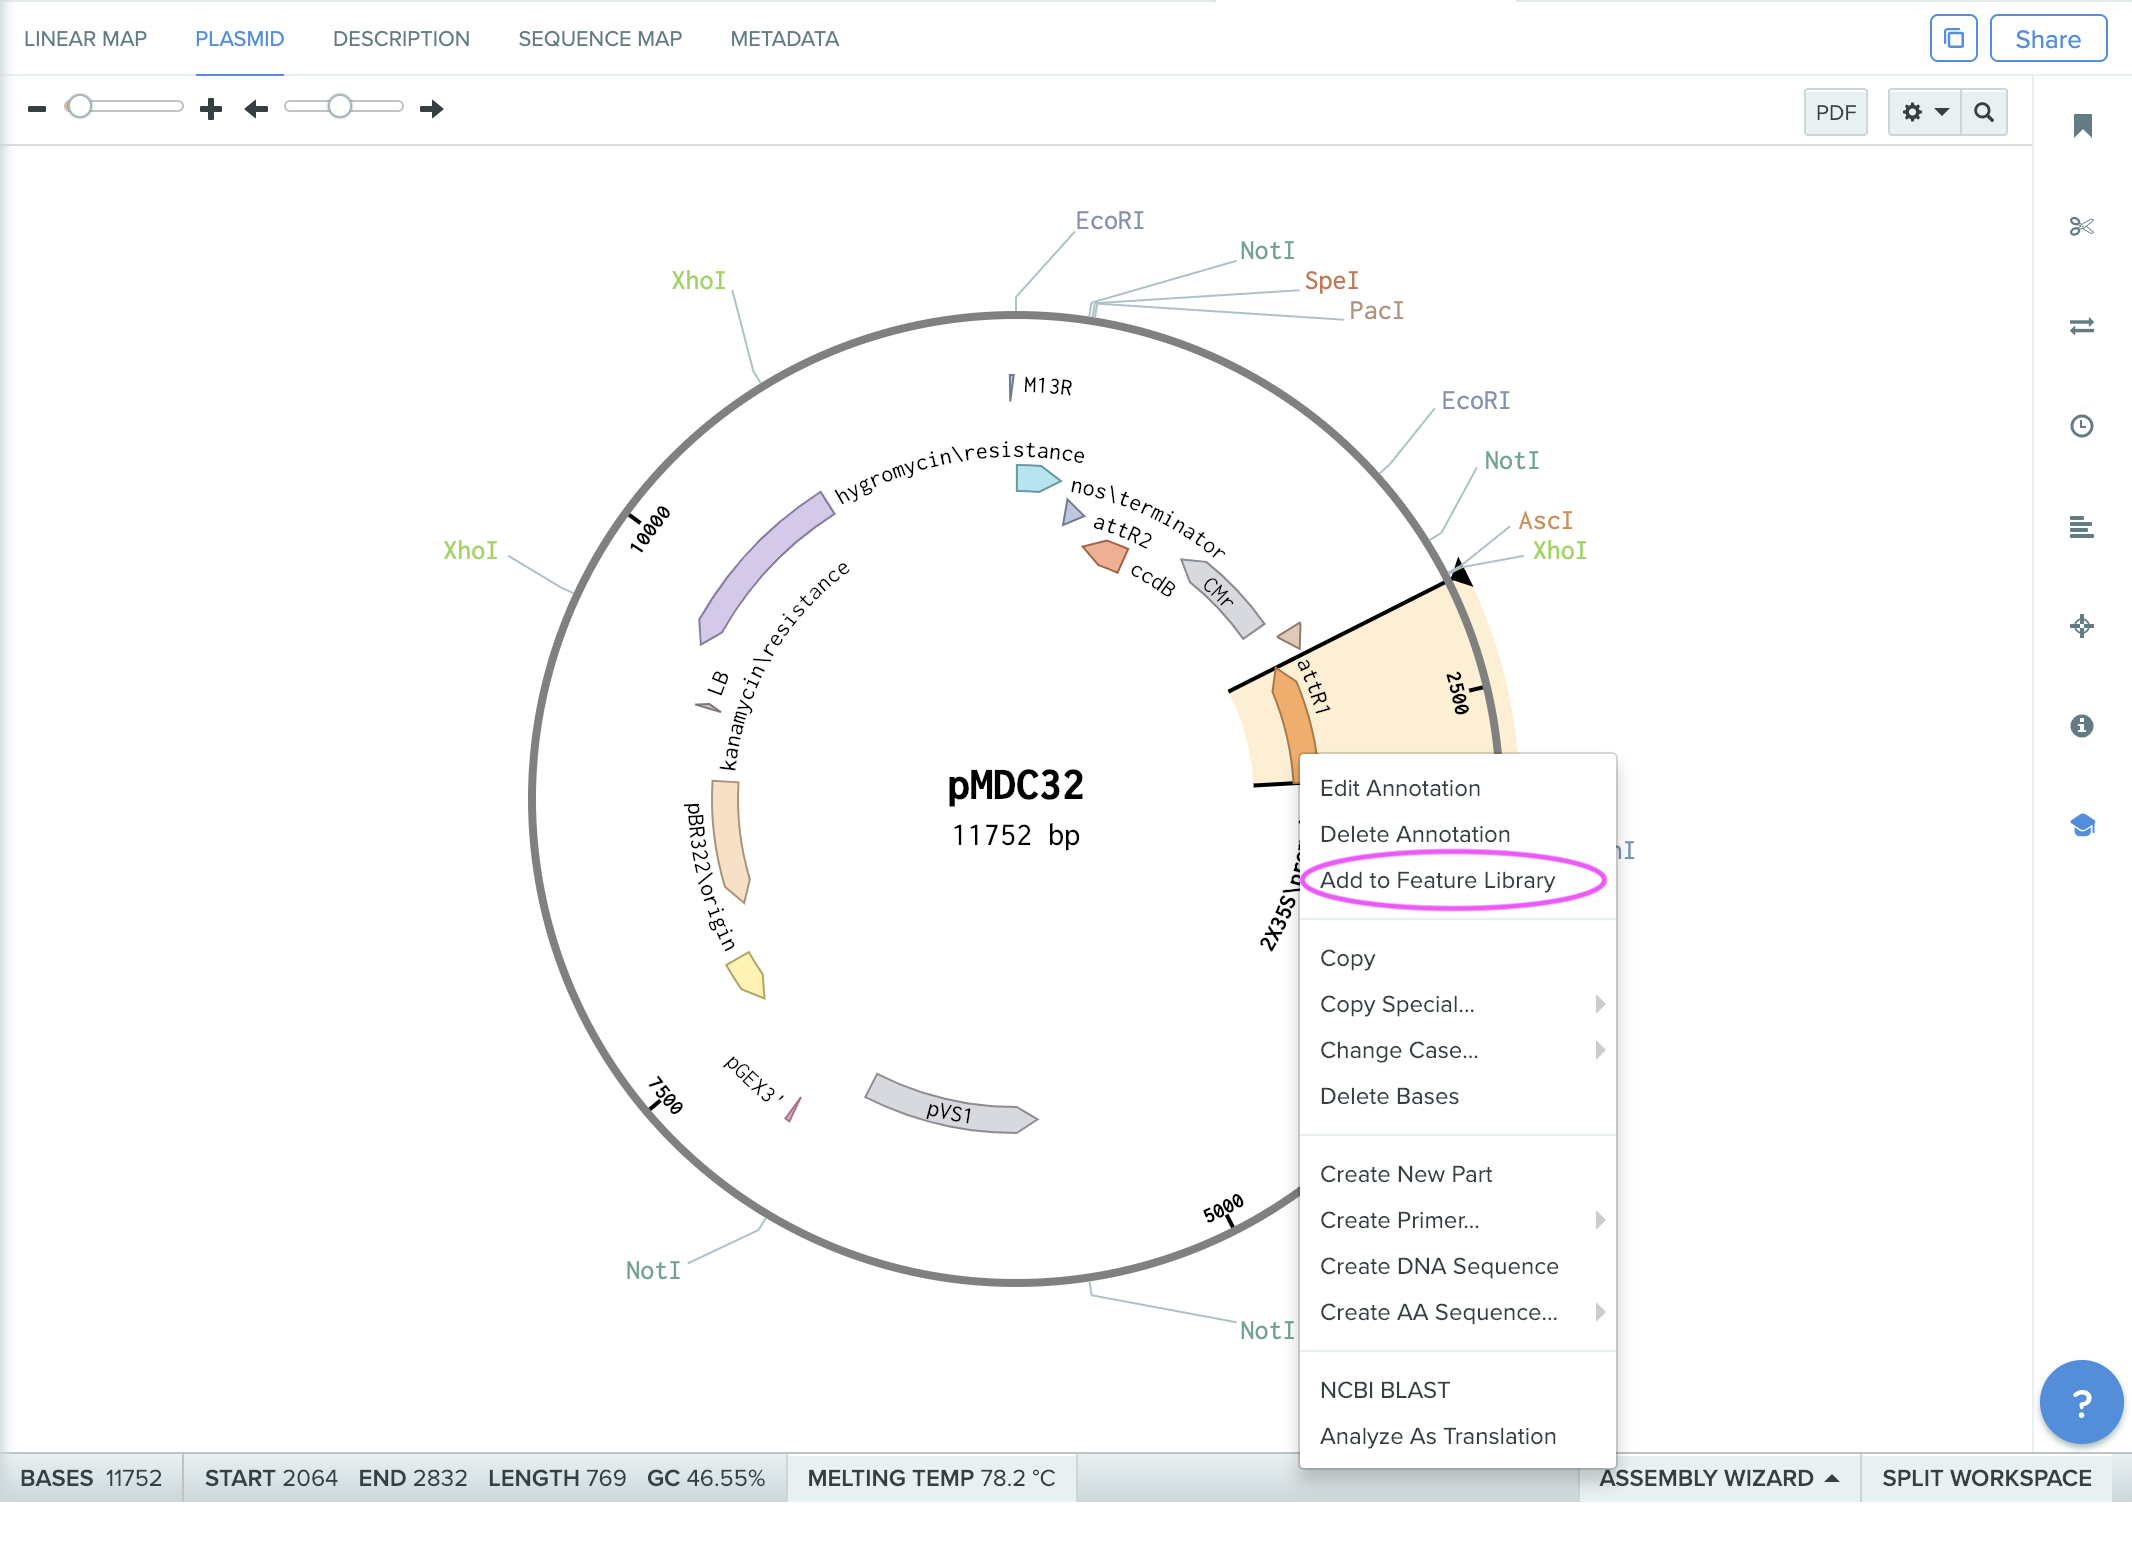 LINEAR MAP PLASMID DESCRIPTION SEQUENCE MAP METADATA
Share
PDF
EcoRI
NotI
SpeI
PacI
XhoI
EcoRI
NotI
AscI
XhoI
XhoI
10000
2500
M13R
hygromycin\resistance
nos\terminator
attR2
ccdB
CMr
attR1
kanamycin\resistance
LB
pMDC32
11752 bp
pBR322\origin
pGEX3'
pVS1
7500
5000
NotI
NotI
Edit Annotation
Delete Annotation
Add to Feature Library
Copy
Copy Special...
Change Case...
Delete Bases
Create New Part
Create Primer...
Create DNA Sequence
Create AA Sequence...
NCBI BLAST
Analyze As Translation
?
BASES 11752 START 2064 END 2832 LENGTH 769 GC 46.55% MELTING TEMP 78.2 °C ASSEMBLY WIZARD SPLIT WORKSPACE